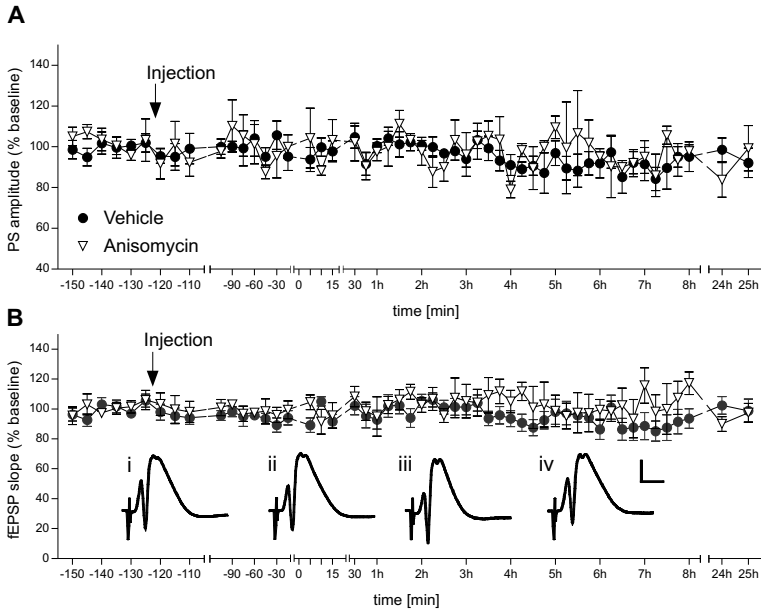 A
Injection
PS amplitude (% baseline)
140
120
100
80
60
40
Vehicle
Anisomycin
-150 -140 -130 -120 -110 -90 -60 -30 0 15 30 1h 2h 3h 4h 5h 6h 7h 8h 24h 25h
time [min]
B
Injection
fEPSP slope (% baseline)
140
120
100
80
60
40
20
0
i ii iii iv
-150 -140 -130 -120 -110 -90 -60 -30 0 15 30 1h 2h 3h 4h 5h 6h 7h 8h 24h 25h
time [min]